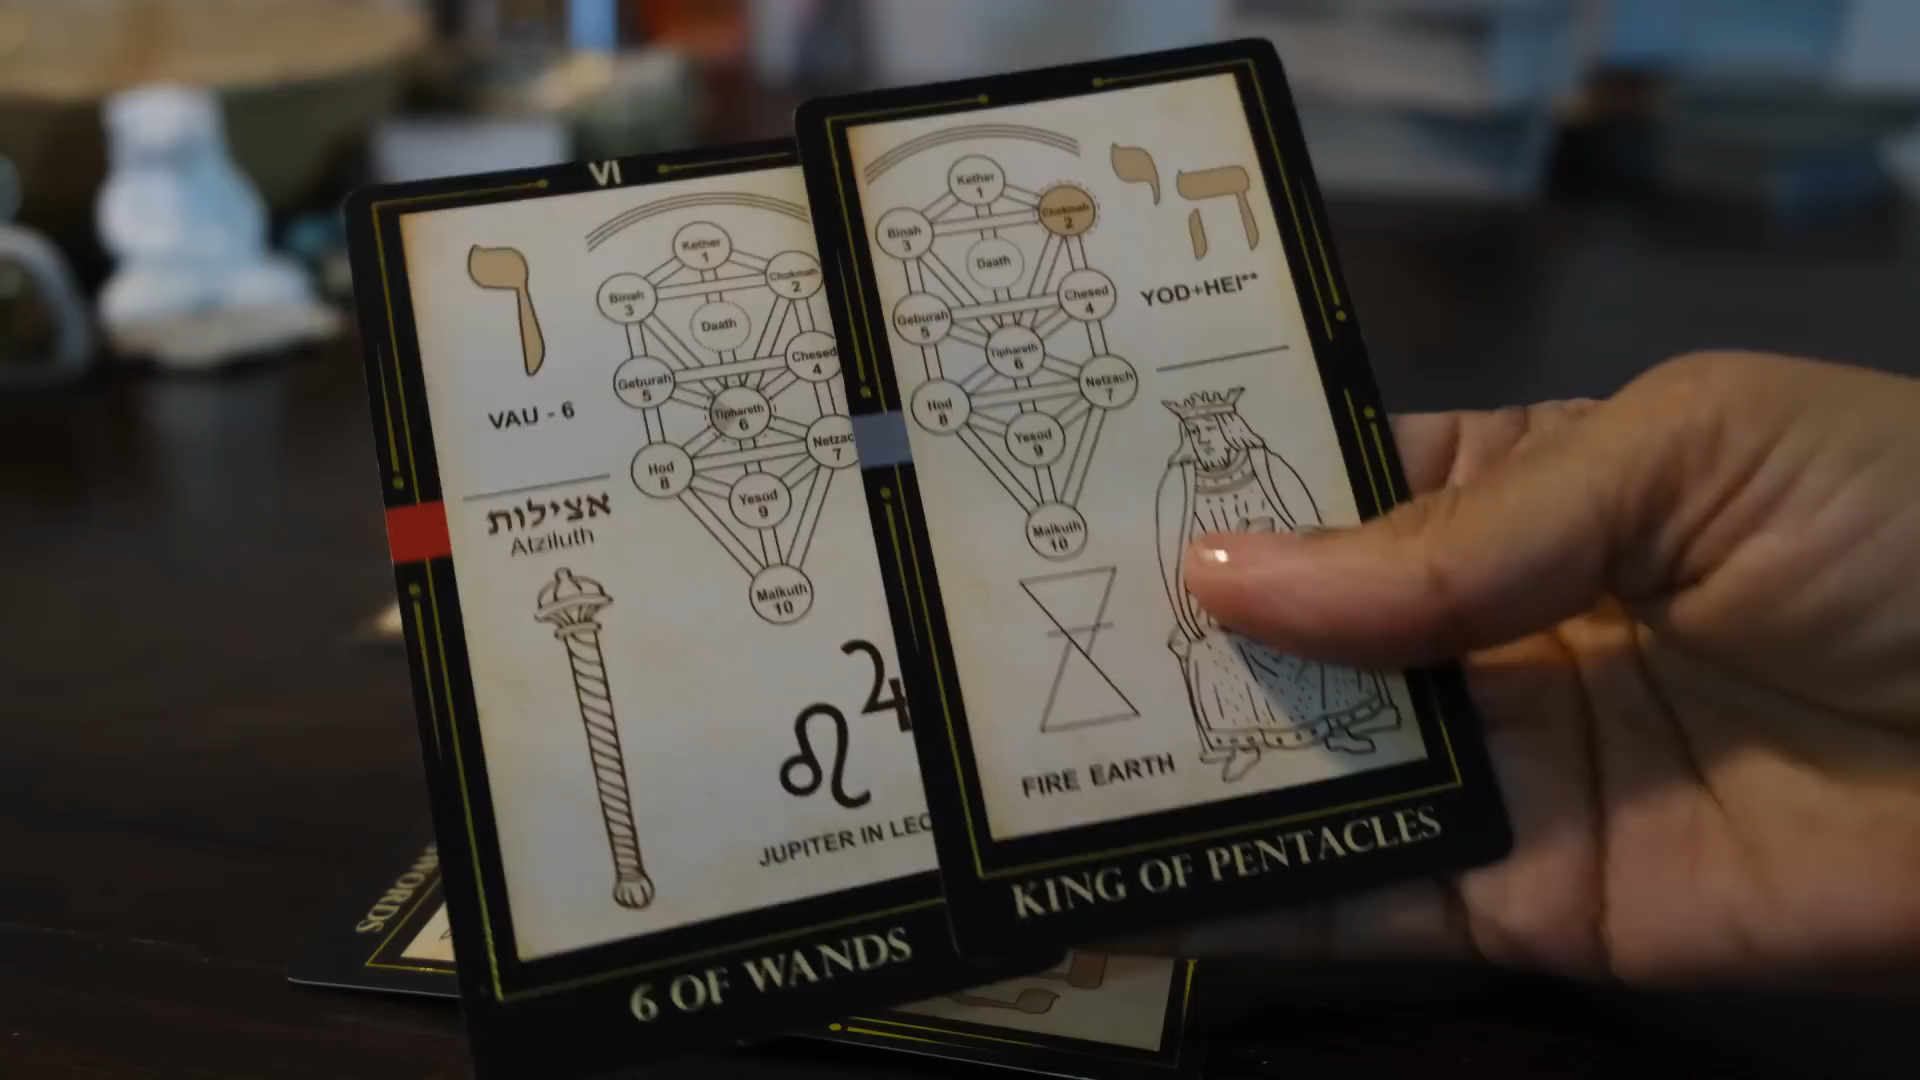 VI
ו
VAU - 6
אצילות
Atziluth
Kether
1
Chokmah
2
Binah
3
Daath
Chesed
4
Geburah
5
Tiphareth
6
Netzac
7
Hod
8
Yesod
9
Malkuth
10
JUPITER IN LEO
6 OF WANDS
Kether
1
Chokmah
2
Binah
3
Daath
Chesed
4
Geburah
5
Tiphareth
6
Netzach
7
Hod
8
Yesod
9
Malkuth
10
י ה
YOD+HEI**
FIRE EARTH
KING OF PENTACLES